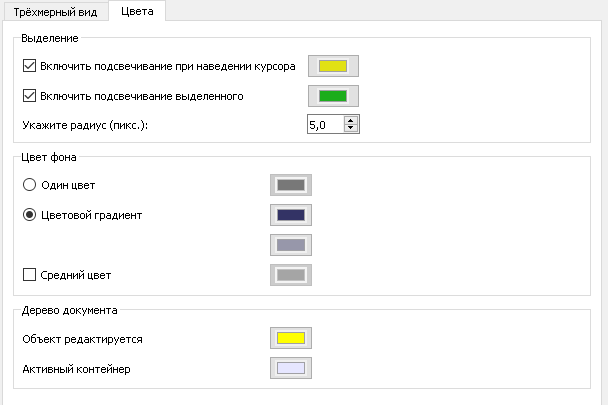 Трёхмерный вид
Цвета
Выделение
Включить подсвечивание при наведении курсора
Включить подсвечивание выделенного
Укажите радиус (пикс.):
5,0
Цвет фона
Один цвет
Цветовой градиент
Средний цвет
Дерево документа
Объект редактируется
Активный контейнер